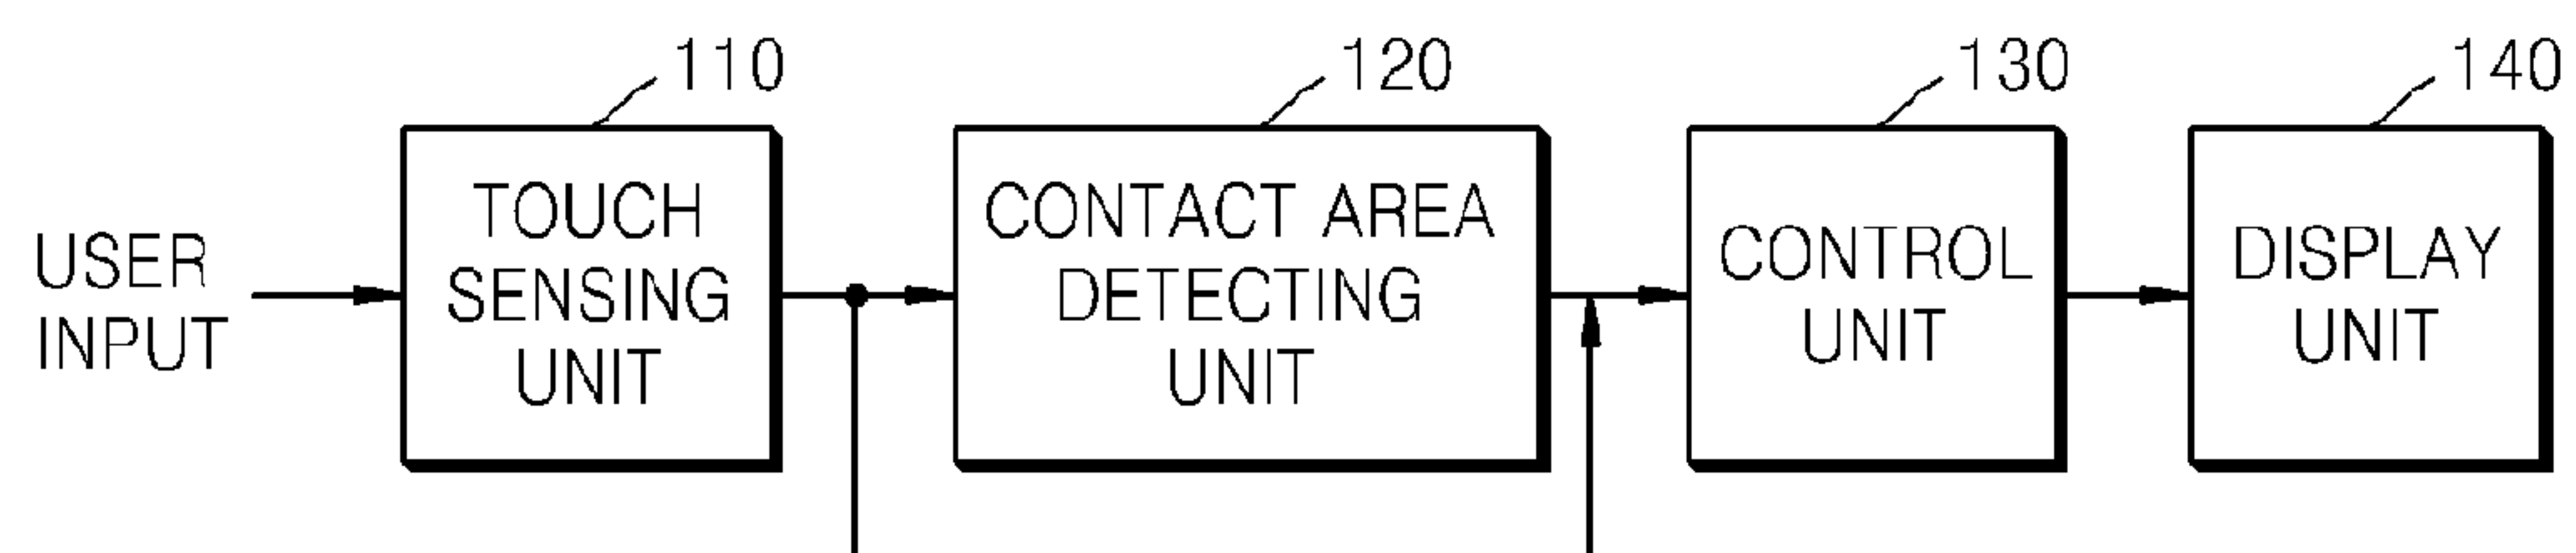 110
120
130
140
USER
INPUT
TOUCH
SENSING
UNIT
CONTACT AREA
DETECTING
UNIT
CONTROL
UNIT
DISPLAY
UNIT